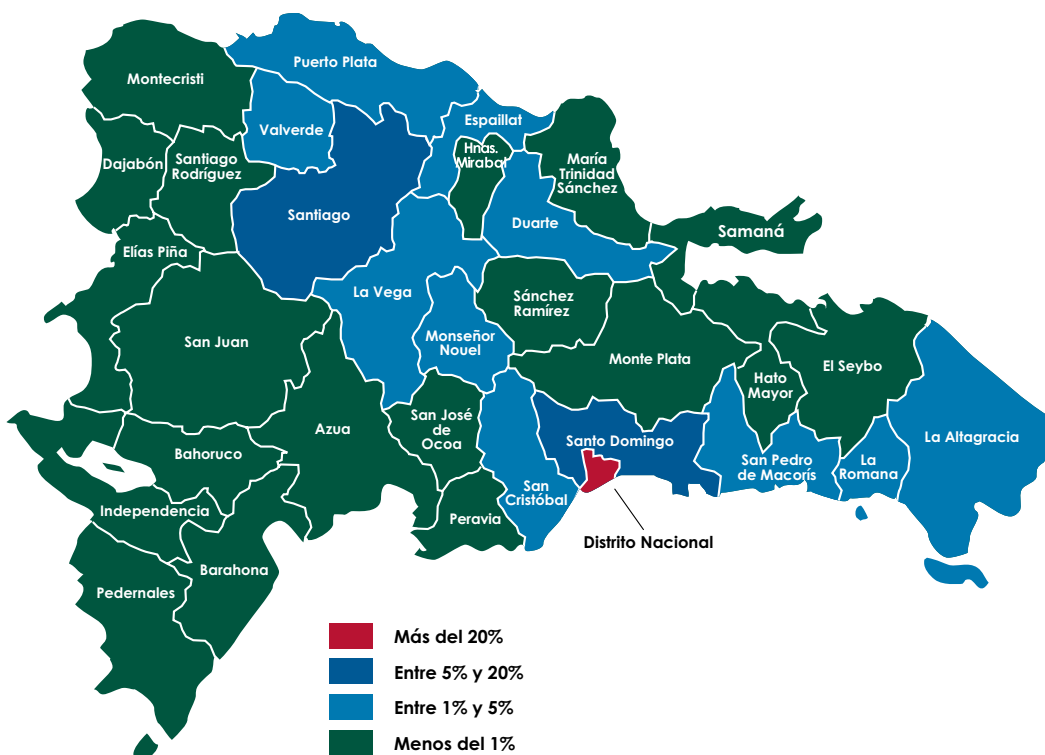 Puerto Plata
Montecristi
Espaillat
Valverde
Hnas.
Mirabal
Dajabón
Santiago
Rodríguez
María
Trinidad
Sánchez
Santiago
Duarte
Samaná
Elías Piña
La Vega
Sánchez
Ramírez
San Juan
Monseñor
Nouel
Monte Plata
El Seybo
Hato
Mayor
San José
de
Ocoa
Azua
Santo Domingo
La Altagracia
Bahoruco
San Pedro
de Macorís
La
Romana
San
Cristóbal
Independencia
Peravia
Distrito Nacional
Barahona
Pedernales
Más del 20%
Entre 5% y 20%
Entre 1% y 5%
Menos del 1%